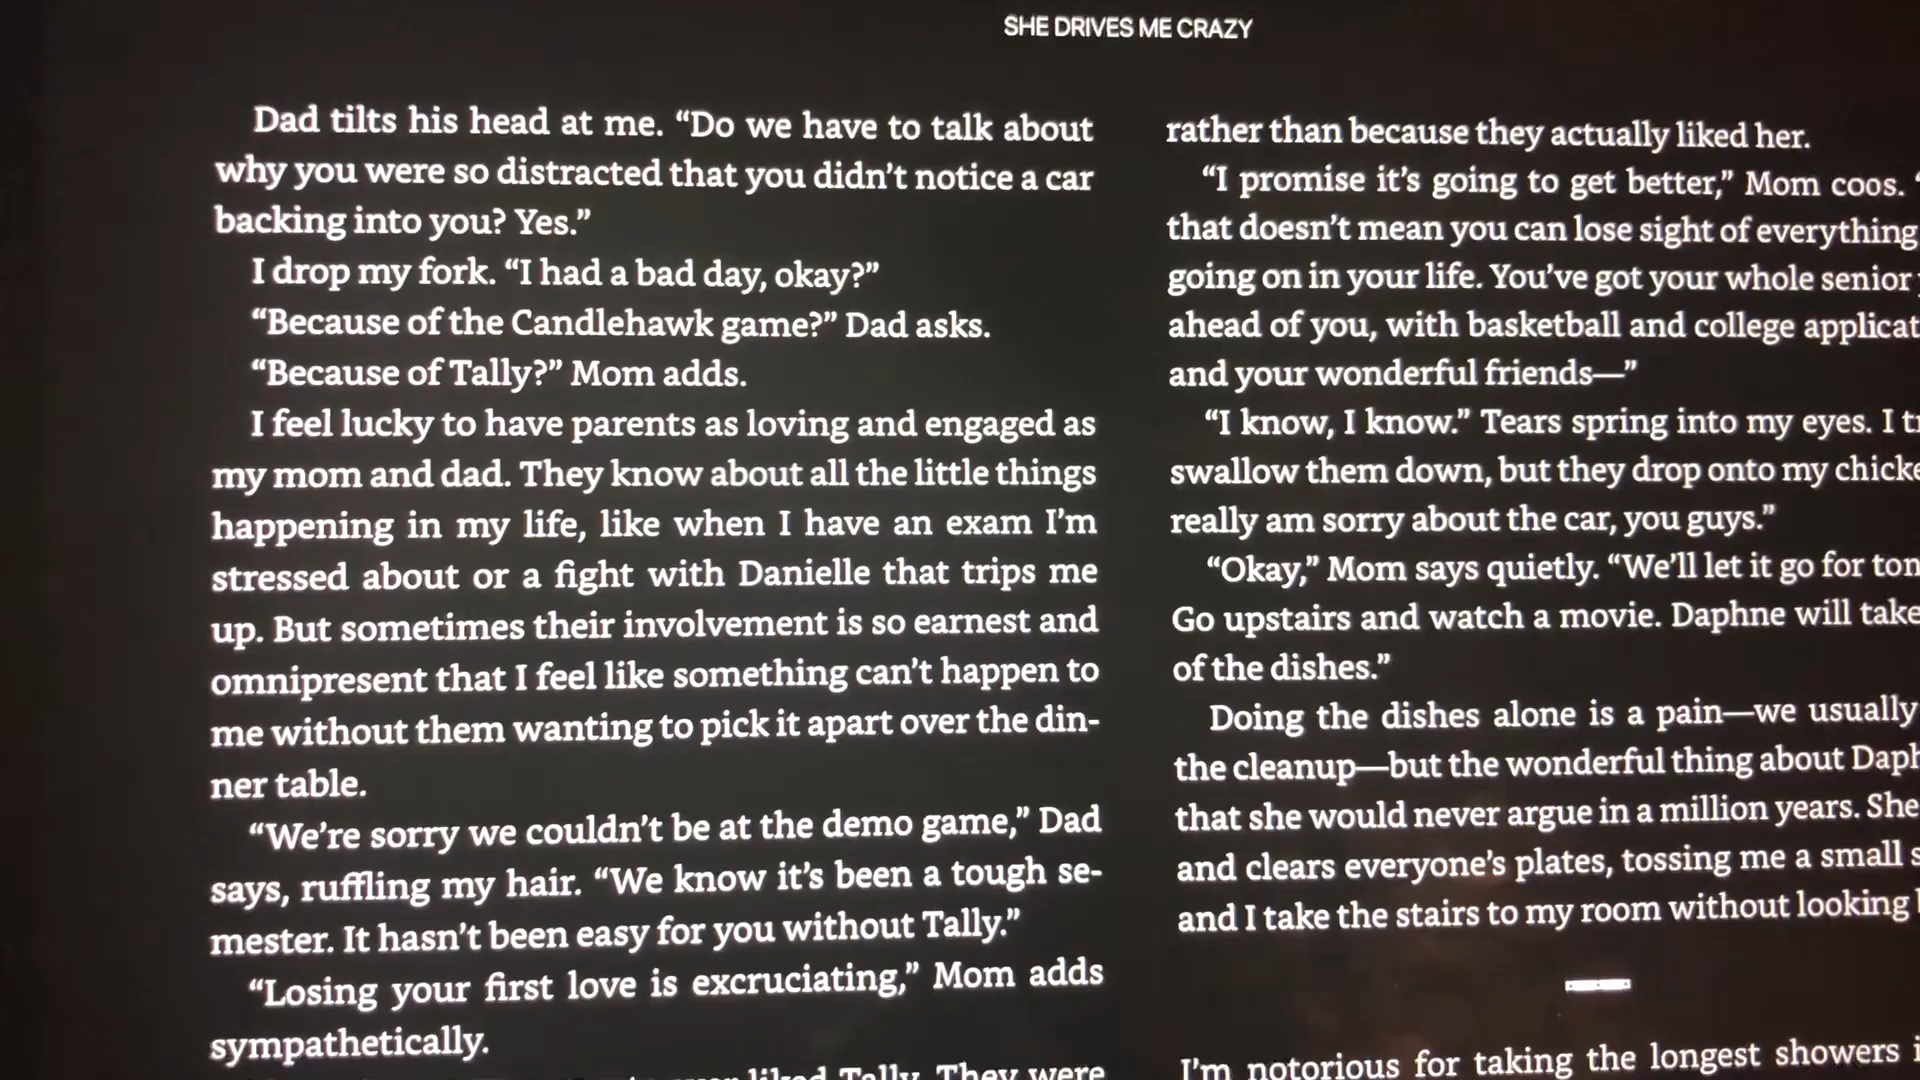 SHE DRIVES ME CRAZY
Dad tilts his head at me. “Do we have to talk about
why you were so distracted that you didn’t notice a car
backing into you? Yes.”
I drop my fork. “I had a bad day, okay?”
“Because of the Candlehawk game?” Dad asks.
“Because of Tally?” Mom adds.
I feel lucky to have parents as loving and engaged as
my mom and dad. They know about all the little things
happening in my life, like when I have an exam I’m
stressed about or a fight with Danielle that trips me
up. But sometimes their involvement is so earnest and
omnipresent that I feel like something can’t happen to
me without them wanting to pick it apart over the din-
ner table.
“We’re sorry we couldn’t be at the demo game,” Dad
says, ruffling my hair. “We know it’s been a tough se-
mester. It hasn’t been easy for you without Tally.”
“Losing your first love is excruciating,” Mom adds
sympathetically.
liked Tally. They were
rather than because they actually liked her.
“I promise it’s going to get better,” Mom coos.
that doesn’t mean you can lose sight of everything
going on in your life. You’ve got your whole senior
ahead of you, with basketball and college
and your wonderful friends—”
“I know, I know.” Tears spring into my eyes. I
swallow them down, but they drop onto my
really am sorry about the car, you guys.”
“Okay,” Mom says quietly. “We’ll let it go for
Go upstairs and watch a movie. Daphne will take
of the dishes.”
Doing the dishes alone is a pain—we usually
the cleanup—but the wonderful thing about
that she would never argue in a million years. She
and clears everyone’s plates, tossing me a small
and I take the stairs to my room without looking
I’m notorious for taking the longest showers